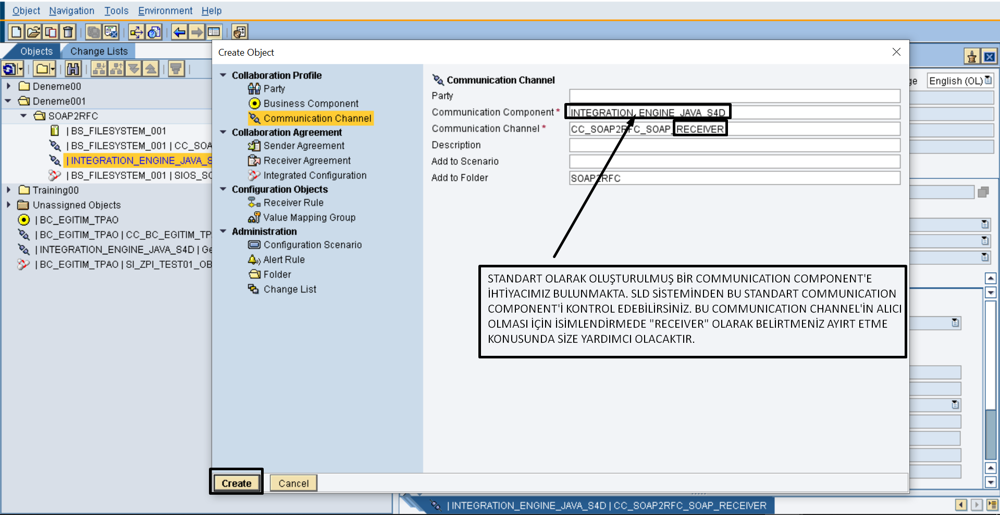 Object Navigation Tools Environment Help
Objects Change Lists
Deneme00
Deneme001
SOAP2RFC
| BS_FILESYSTEM_001
| BS_FILESYSTEM_001 | CC_SOA
| INTEGRATION_ENGINE_JAVA_S
| BS_FILESYSTEM_001 | SIOS_SO
Training00
Unassigned Objects
| BC_EGITIM_TPAO
| BC_EGITIM_TPAO | CC_BC_EGITIM_TP
| INTEGRATION_ENGINE_JAVA_S4D | Ge
| BC_EGITIM_TPAO | SI_ZPI_TEST01_OB
Create Object
Collaboration Profile
Party
Business Component
Communication Channel
Collaboration Agreement
Sender Agreement
Receiver Agreement
Integrated Configuration
Configuration Objects
Receiver Rule
Value Mapping Group
Administration
Configuration Scenario
Alert Rule
Folder
Change List
Communication Channel
Party
Communication Component * INTEGRATION_ENGINE_JAVA_S4D
Communication Channel * CC_SOAP2RFC_SOAP_RECEIVER
Description
Add to Scenario
Add to Folder SOAP2RFC
English (OL)
STANDART OLARAK OLUŞTURULMUŞ BİR COMMUNICATION COMPONENT'E
İHTİYACIMIZ BULUNMAKTA. SLD SİSTEMİNDEN BU STANDART COMMUNICATION
COMPONENT'İ KONTROL EDEBİLİRSİNİZ. BU COMMUNICATION CHANNEL'İN ALICI
OLMASI İÇİN İSİMLENDİRMEDE "RECEIVER" OLARAK BELİRTMENİZ AYIRT ETME
KONUSUNDA SİZE YARDIMCI OLACAKTIR.
Create Cancel
| INTEGRATION_ENGINE_JAVA_S4D | CC_SOAP2RFC_SOAP_RECEIVER